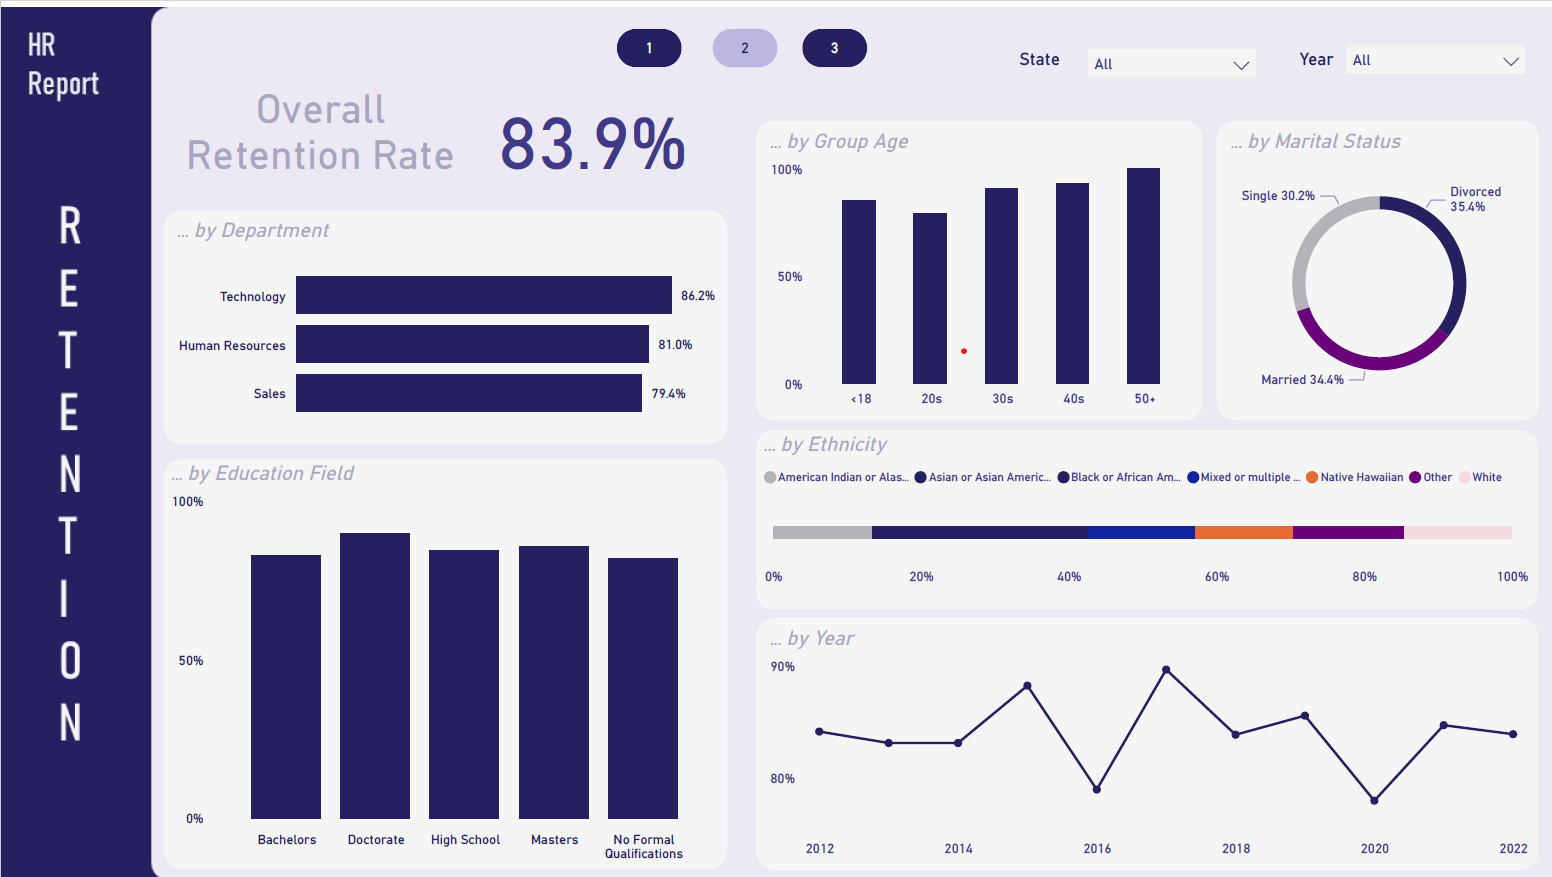 HR
Report
R
E
T
E
N
T
I
O
N
1
2
3
State
All
Year
All
Overall
Retention Rate
83.9%
... by Department
Technology
86.2%
Human Resources
81.0%
Sales
79.4%
... by Education Field
100%
50%
0%
Bachelors
Doctorate
High School
Masters
No Formal
Qualifications
... by Group Age
100%
50%
0%
<18
20s
30s
40s
50+
... by Marital Status
Single 30.2%
Divorced
35.4%
Married 34.4%
... by Ethnicity
American Indian or Alas...
Asian or Asian Americ...
Black or African Am...
Mixed or multiple ...
Native Hawaiian
Other
White
0%
20%
40%
60%
80%
100%
... by Year
90%
80%
2012
2014
2016
2018
2020
2022